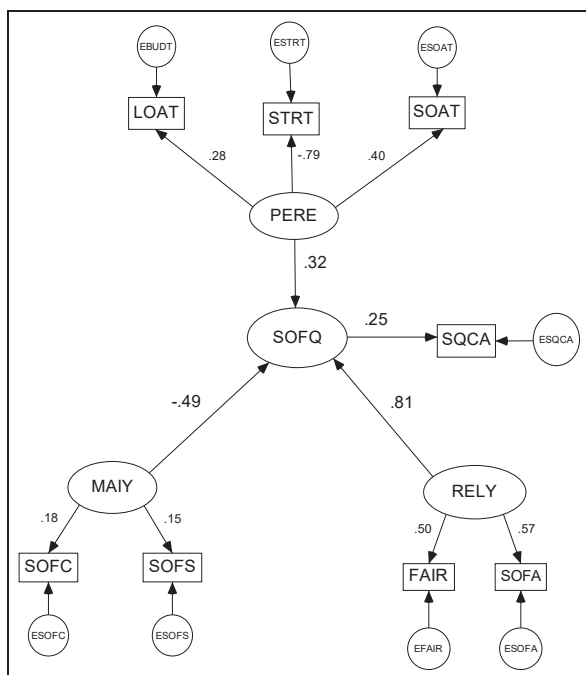 EBUDT
ESTRT
ESOAT
LOAT
STRT
SOAT
.28
-.79
.40
PERE
.32
SOFQ
.25
SQCA
ESQCA
-.49
.81
MAIY
RELY
.18
.15
.50
.57
SOFC
SOFS
FAIR
SOFA
ESOFC
ESOFS
EFAIR
ESOFA